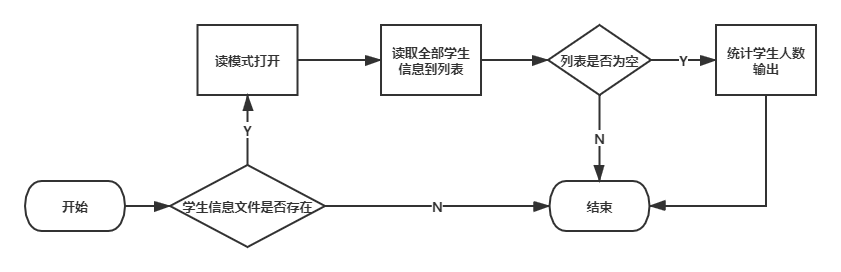 读模式打开
读取全部学生
信息到列表
列表是否为空
Y
统计学生人数
输出
Y
N
开始
学生信息文件是否存在
N
结束